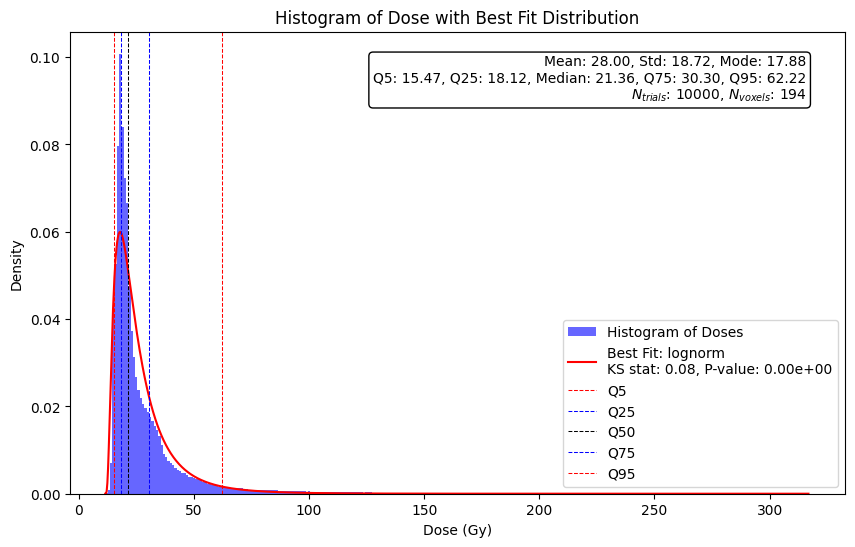 Histogram of Dose with Best Fit Distribution
Mean: 28.00, Std: 18.72, Mode: 17.88
Q5: 15.47, Q25: 18.12, Median: 21.36, Q75: 30.30, Q95: 62.22
N_trials: 10000, N_voxels: 194
Density
0.10
0.08
0.06
0.04
0.02
0.00
Histogram of Doses
Best Fit: lognorm
KS stat: 0.08, P-value: 0.00e+00
Q5
Q25
Q50
Q75
Q95
0 50 100 150 200 250 300
Dose (Gy)